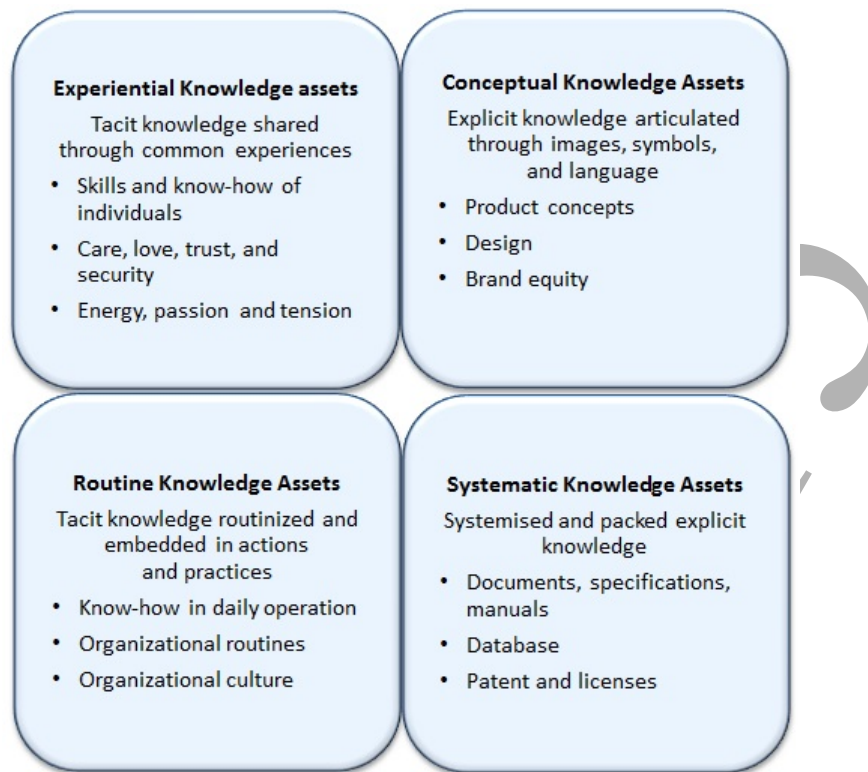 Experiential Knowledge assets
Tacit knowledge shared
through common experiences
• Skills and know-how of
individuals
• Care, love, trust, and
security
• Energy, passion and tension
Conceptual Knowledge Assets
Explicit knowledge articulated
through images, symbols,
and language
• Product concepts
• Design
• Brand equity
Routine Knowledge Assets
Tacit knowledge routinized and
embedded in actions
and practices
• Know-how in daily operation
• Organizational routines
• Organizational culture
Systematic Knowledge Assets
Systemised and packed explicit
knowledge
• Documents, specifications,
manuals
• Database
• Patent and licenses